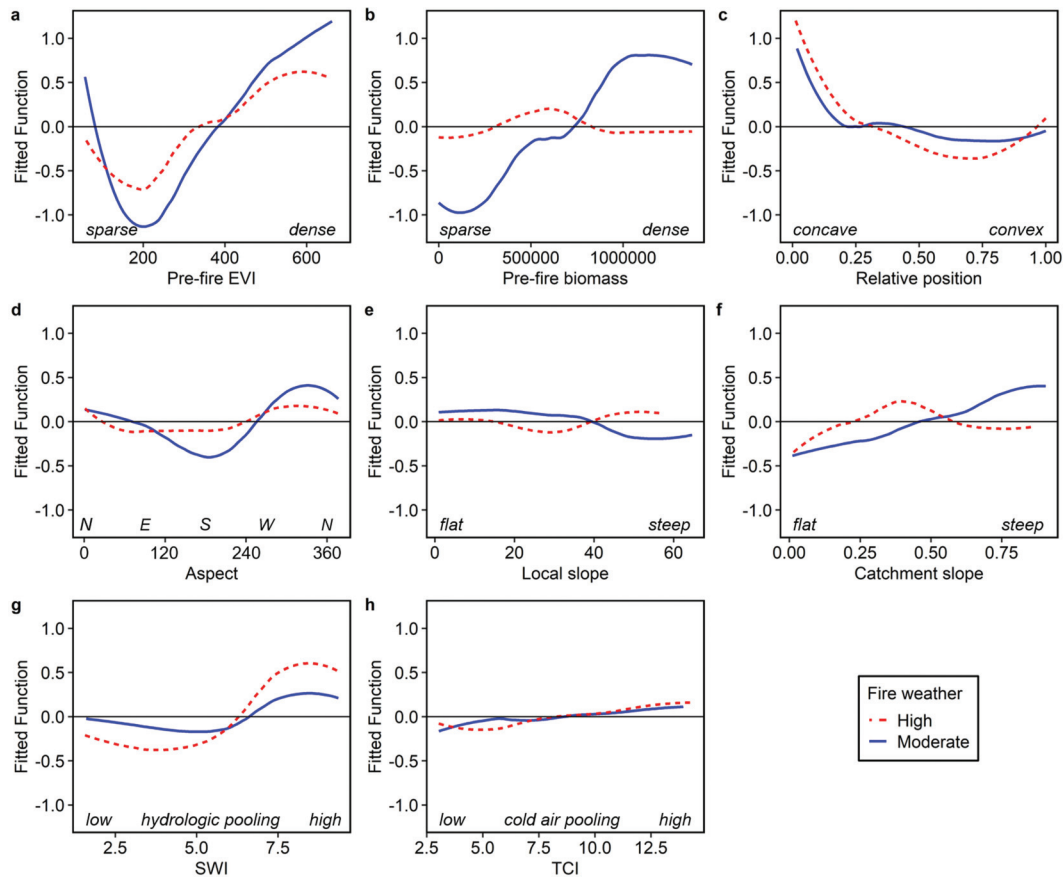 a
b
c
1.0
0.5
0.0
-0.5
-1.0
Fitted Function
sparse dense
200 400 600
Pre-fire EVI
1.0
0.5
0.0
-0.5
-1.0
Fitted Function
sparse dense
0 500000 1000000
Pre-fire biomass
1.0
0.5
0.0
-0.5
-1.0
Fitted Function
concave convex
0.00 0.25 0.50 0.75 1.00
Relative position
d
e
f
1.0
0.5
0.0
-0.5
-1.0
Fitted Function
N E S W N
0 120 240 360
Aspect
1.0
0.5
0.0
-0.5
-1.0
Fitted Function
flat steep
0 20 40 60
Local slope
1.0
0.5
0.0
-0.5
-1.0
Fitted Function
flat steep
0.00 0.25 0.50 0.75
Catchment slope
g
h
1.0
0.5
0.0
-0.5
-1.0
Fitted Function
low hydrologic pooling high
2.5 5.0 7.5
SWI
1.0
0.5
0.0
-0.5
-1.0
Fitted Function
low cold air pooling high
2.5 5.0 7.5 10.0 12.5
TCI
Fire weather
High
Moderate